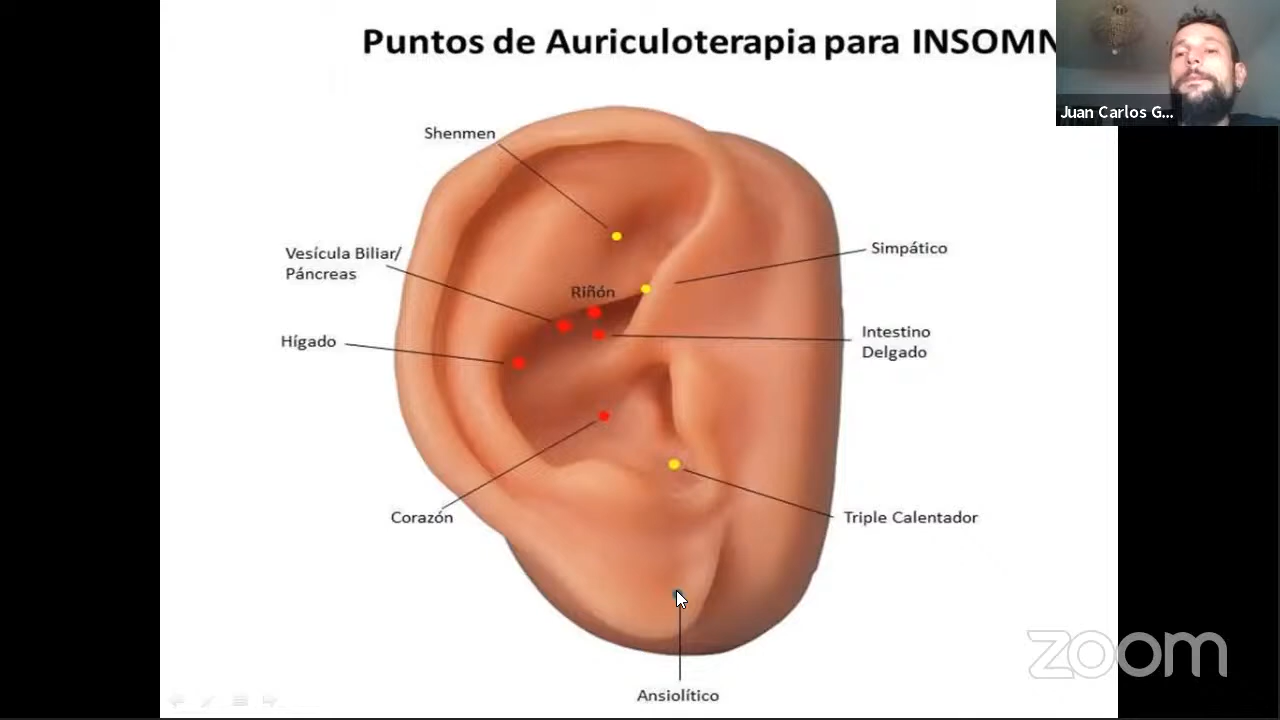 Puntos de Auriculoterapia para INSOMN
Juan Carlos G...
Shenmen
Vesícula Biliar/
Páncreas
Simpático
Riñón
Hígado
Intestino
Delgado
Corazón
Triple Calentador
zoom
Ansiolítico